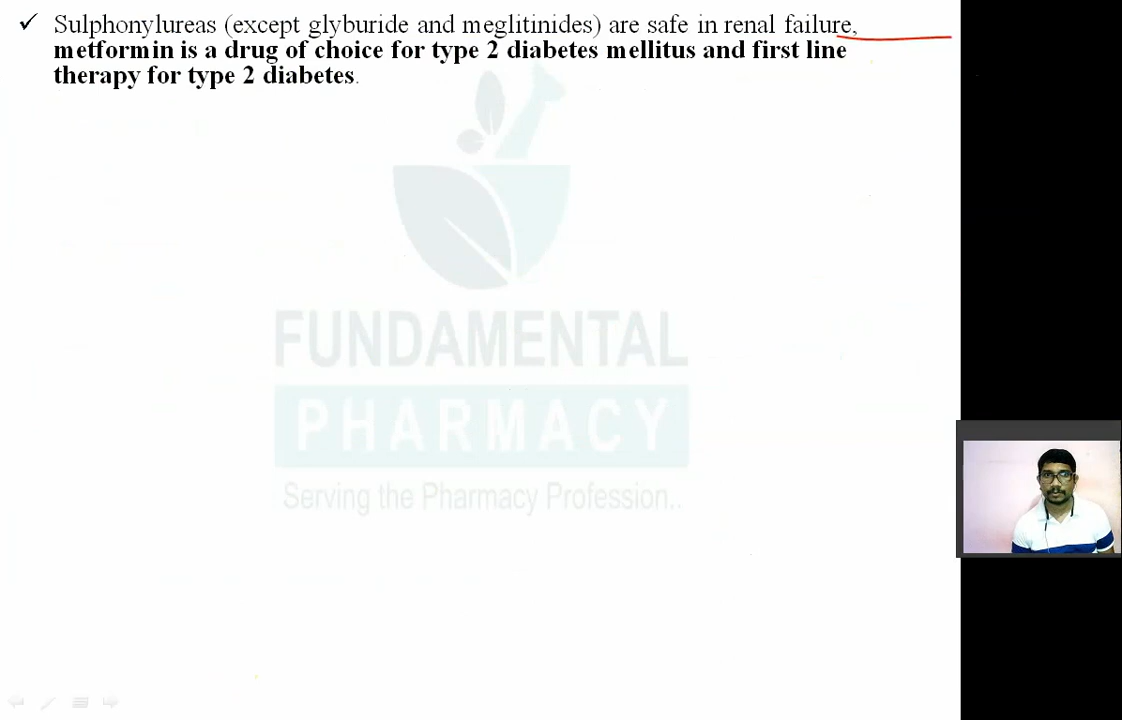 ✓ Sulphonylureas (except glyburide and meglitinides) are safe in renal failure,
metformin is a drug of choice for type 2 diabetes mellitus and first line
therapy for type 2 diabetes.
FUNDAMENTAL
PHARMACY
Serving the Pharmacy Profession..